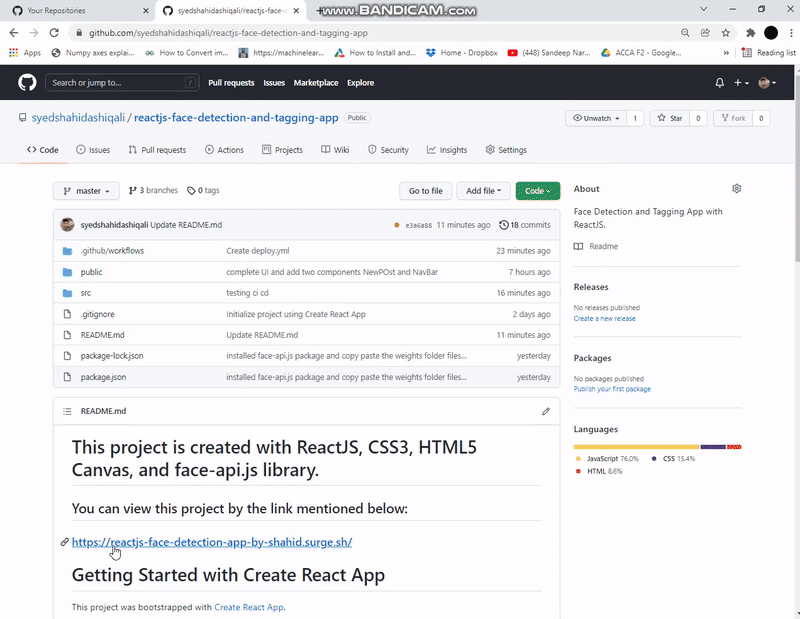 Your Repositories
syedshahidashiqali/reactjs-face-
www.BANDICAM.com
github.com/syedshahidashiqali/reactjs-face-detection-and-tagging-app
Apps
Numpy axes explai...
How to Convert im...
https://machinelear...
How to Install and...
Home - Dropbox
(448) Sandeep Nar...
ACCA F2 - Google...
»
Reading list
Search or jump to...
/
Pull requests
Issues
Marketplace
Explore
syedshahidashiqali / reactjs-face-detection-and-tagging-app
Public
Unwatch
1
Star
0
Fork
0
Code
Issues
Pull requests
Actions
Projects
Wiki
Security
Insights
Settings
master
3 branches
0 tags
Go to file
Add file
Code
syedshahidashiqali Update README.md
e3a6a88 11 minutes ago
18 commits
.github/workflows
Create deploy.yml
23 minutes ago
public
complete UI and add two components NewPOst and NavBar
7 hours ago
src
testing ci cd
16 minutes ago
.gitignore
Initialize project using Create React App
2 days ago
README.md
Update README.md
11 minutes ago
package-lock.json
installed face-api.js package and copy paste the weights folder files...
yesterday
package.json
installed face-api.js package and copy paste the weights folder files...
yesterday
README.md
This project is created with ReactJS, CSS3, HTML5
Canvas, and face-api.js library.
You can view this project by the link mentioned below:
https://reactjs-face-detection-app-by-shahid.surge.sh/
Getting Started with Create React App
This project was bootstrapped with Create React App.
About
Face Detection and Tagging App with
ReactJS.
Readme
Releases
No releases published
Create a new release
Packages
No packages published
Publish your first package
Languages
JavaScript 76.0%
CSS 15.4%
HTML 8.6%